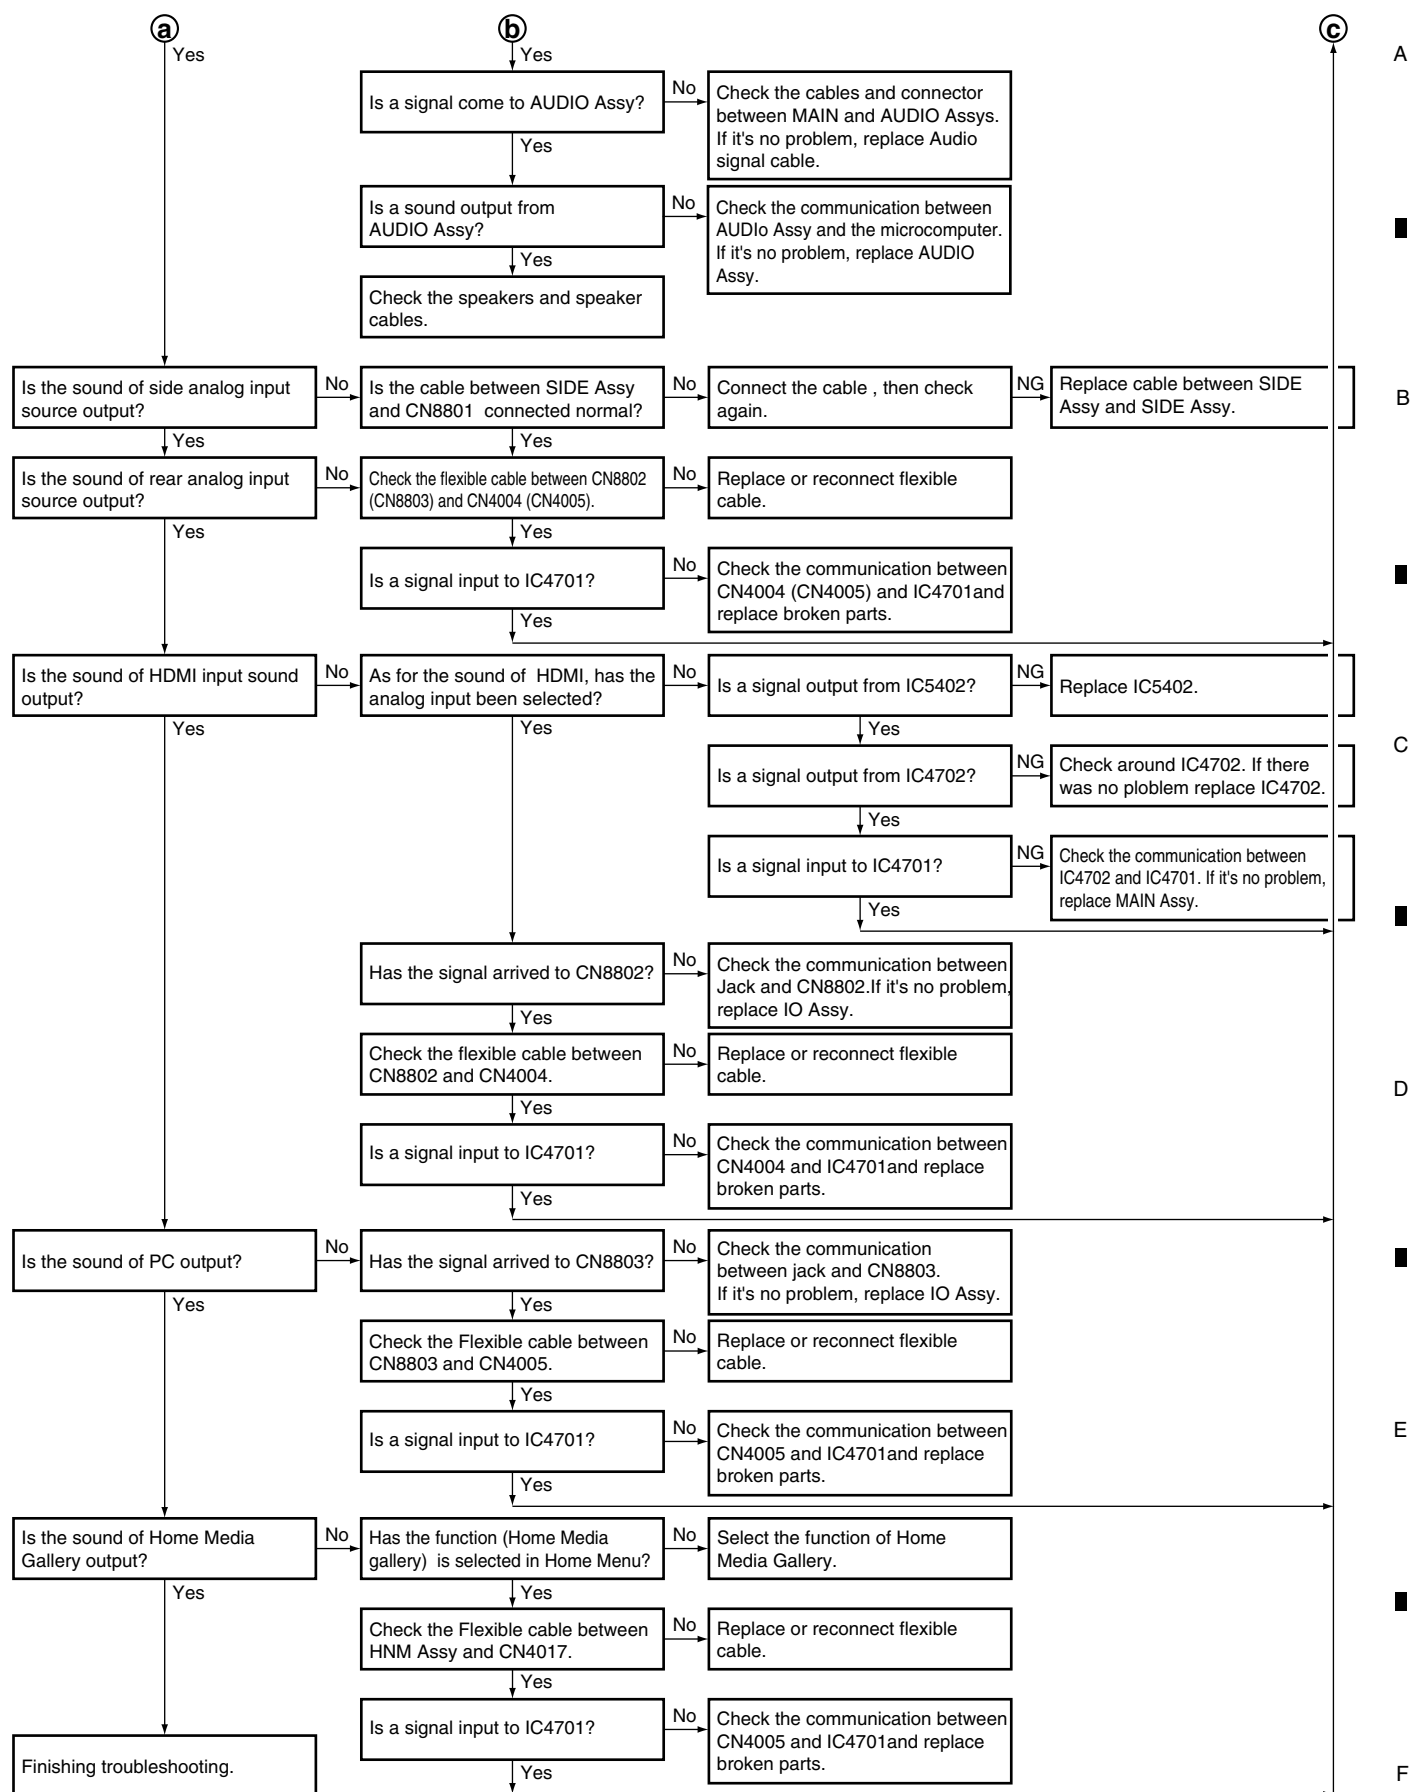 a
b
c
Yes
Yes
A
Is a signal come to AUDIO Assy?
No
Check the cables and connector
between MAIN and AUDIO Assys.
If it's no problem, replace Audio
signal cable.
Yes
Is a sound output from
AUDIO Assy?
No
Check the communication between
AUDIo Assy and the microcomputer.
If it's no problem, replace AUDIO
Assy.
Yes
Check the speakers and speaker
cables.
Is the sound of side analog input
source output?
No
Is the cable between SIDE Assy
and CN8801 connected normal?
No
Connect the cable , then check
again.
NG
Replace cable between SIDE
Assy and SIDE Assy.
B
Yes
Yes
Is the sound of rear analog input
source output?
No
Check the flexible cable between CN8802
(CN8803) and CN4004 (CN4005).
No
Replace or reconnect flexible
cable.
Yes
Yes
Is a signal input to IC4701?
No
Check the communication between
CN4004 (CN4005) and IC4701and
replace broken parts.
Yes
Is the sound of HDMI input sound
output?
No
As for the sound of HDMI, has the
analog input been selected?
No
Is a signal output from IC5402?
NG
Replace IC5402.
Yes
Yes
Yes
C
Is a signal output from IC4702?
NG
Check around IC4702. If there
was no ploblem replace IC4702.
Yes
Is a signal input to IC4701?
NG
Check the communication between
IC4702 and IC4701. If it's no problem,
replace MAIN Assy.
Yes
Has the signal arrived to CN8802?
No
Check the communication between
Jack and CN8802.If it's no problem,
replace IO Assy.
Yes
Check the flexible cable between
CN8802 and CN4004.
No
Replace or reconnect flexible
cable.
D
Yes
Is a signal input to IC4701?
No
Check the communication between
CN4004 and IC4701and replace
broken parts.
Yes
Is the sound of PC output?
No
Has the signal arrived to CN8803?
No
Check the communication
between jack and CN8803.
If it's no problem, replace IO Assy.
Yes
Yes
Check the Flexible cable between
CN8803 and CN4005.
No
Replace or reconnect flexible
cable.
Yes
Is a signal input to IC4701?
No
Check the communication between
CN4005 and IC4701and replace
broken parts.
E
Yes
Is the sound of Home Media
Gallery output?
No
Has the function (Home Media
gallery) is selected in Home Menu?
No
Select the function of Home
Media Gallery.
Yes
Yes
Check the Flexible cable between
HNM Assy and CN4017.
No
Replace or reconnect flexible
cable.
Yes
Is a signal input to IC4701?
No
Check the communication between
CN4005 and IC4701and replace
broken parts.
Finishing troubleshooting.
Yes
F